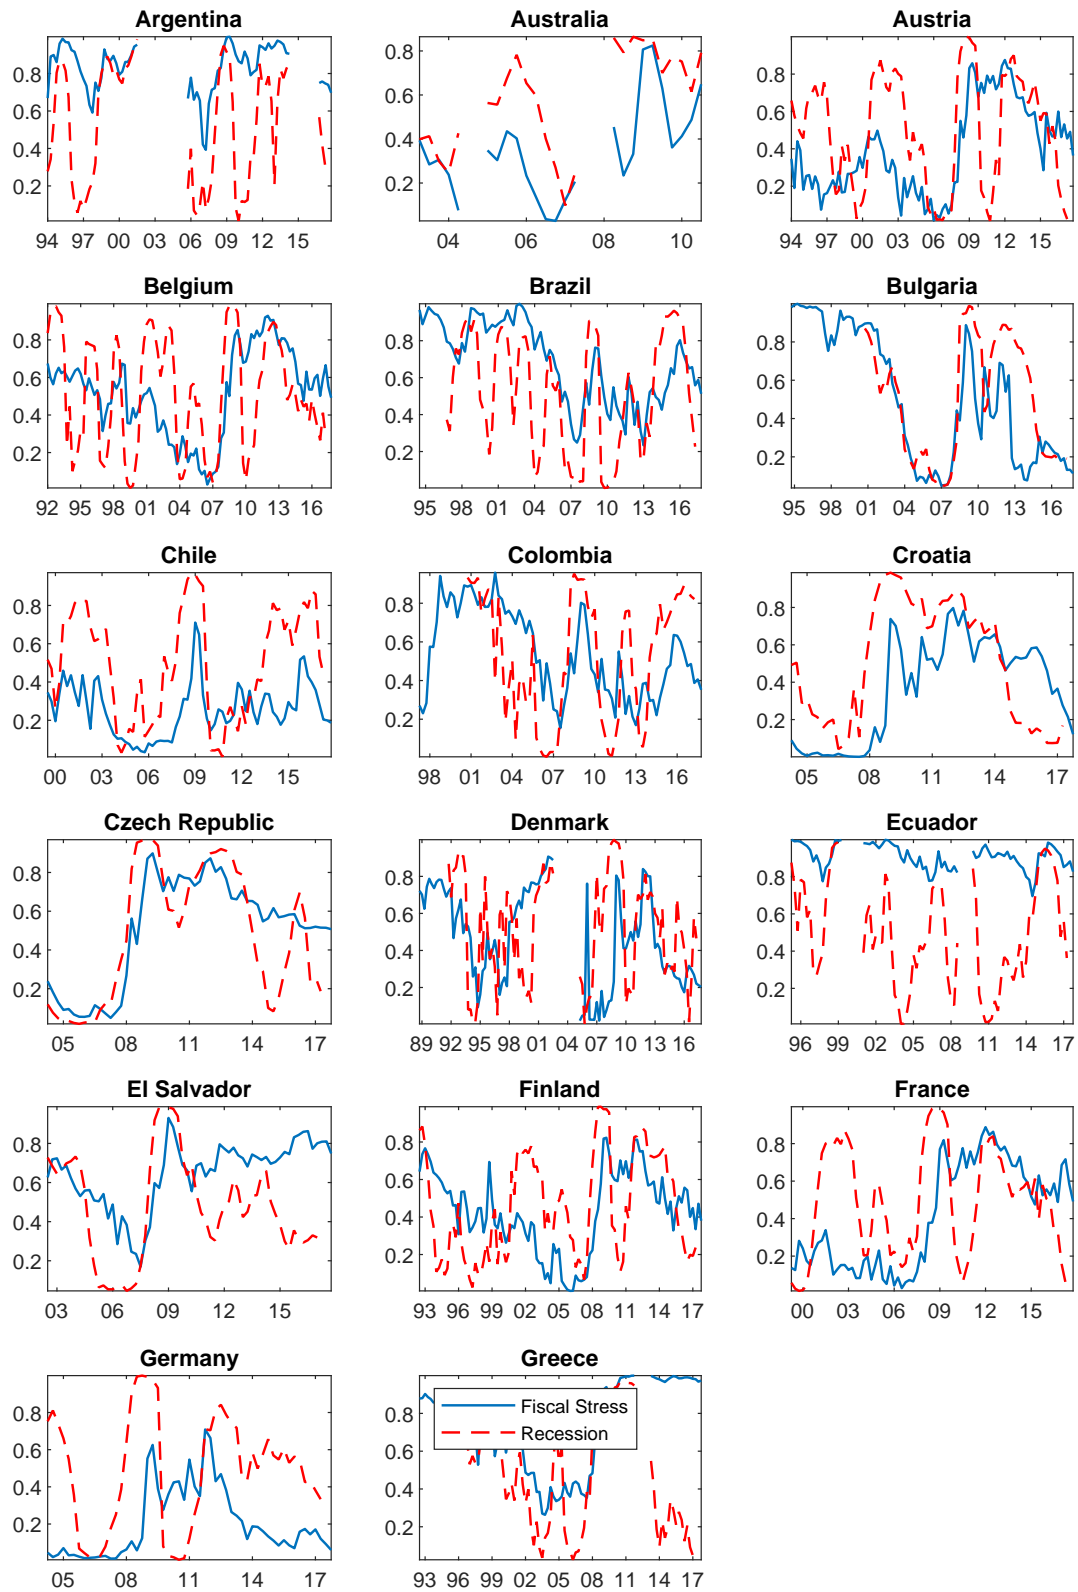 Argentina
Australia
Austria
0.8
0.6
0.4
0.2
94 97 00 03 06 09 12 15
0.8
0.6
0.4
0.2
04 06 08 10
0.8
0.6
0.4
0.2
94 97 00 03 06 09 12 15
Belgium
Brazil
Bulgaria
0.8
0.6
0.4
0.2
92 95 98 01 04 07 10 13 16
0.8
0.6
0.4
0.2
95 98 01 04 07 10 13 16
0.8
0.6
0.4
0.2
95 98 01 04 07 10 13 16
Chile
Colombia
Croatia
0.8
0.6
0.4
0.2
00 03 06 09 12 15
0.8
0.6
0.4
0.2
98 01 04 07 10 13 16
0.8
0.6
0.4
0.2
05 08 11 14 17
Czech Republic
Denmark
Ecuador
0.8
0.6
0.4
0.2
05 08 11 14 17
0.8
0.6
0.4
0.2
89 92 95 98 01 04 07 10 13 16
0.8
0.6
0.4
0.2
96 99 02 05 08 11 14 17
El Salvador
Finland
France
0.8
0.6
0.4
0.2
03 06 09 12 15
0.8
0.6
0.4
0.2
93 96 99 02 05 08 11 14 17
0.8
0.6
0.4
0.2
00 03 06 09 12 15
Germany
Greece
0.8
0.6
0.4
0.2
05 08 11 14 17
0.8
0.6
0.4
0.2
Fiscal Stress
Recession
93 96 99 02 05 08 11 14 17